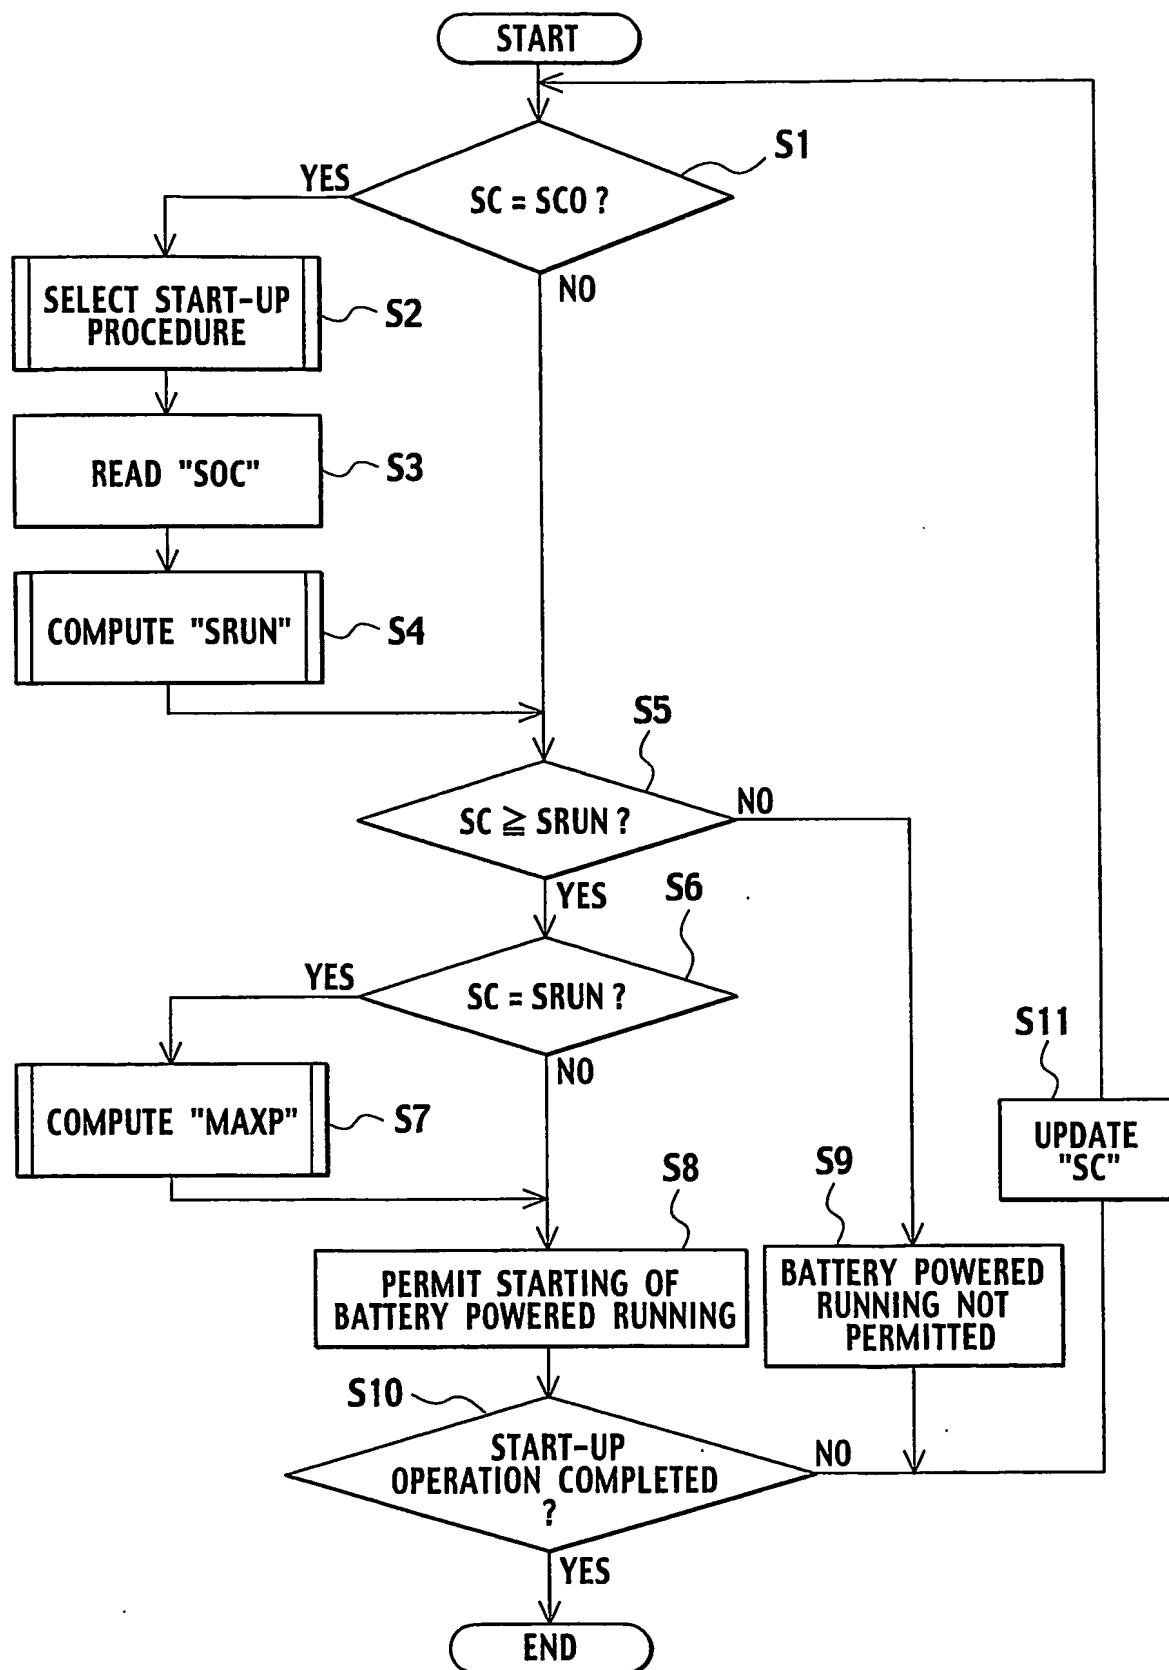 START
S1
YES
SC = SC0 ?
NO
SELECT START-UP
PROCEDURE
S2
READ "SOC"
S3
COMPUTE "SRUN"
S4
S5
SC ≧ SRUN ?
NO
YES
S6
YES
SC = SRUN ?
NO
S11
UPDATE
"SC"
COMPUTE "MAXP"
S7
S8
S9
PERMIT STARTING OF
BATTERY POWERED RUNNING
BATTERY POWERED
RUNNING NOT
PERMITTED
S10
START-UP
OPERATION COMPLETED
?
NO
YES
END